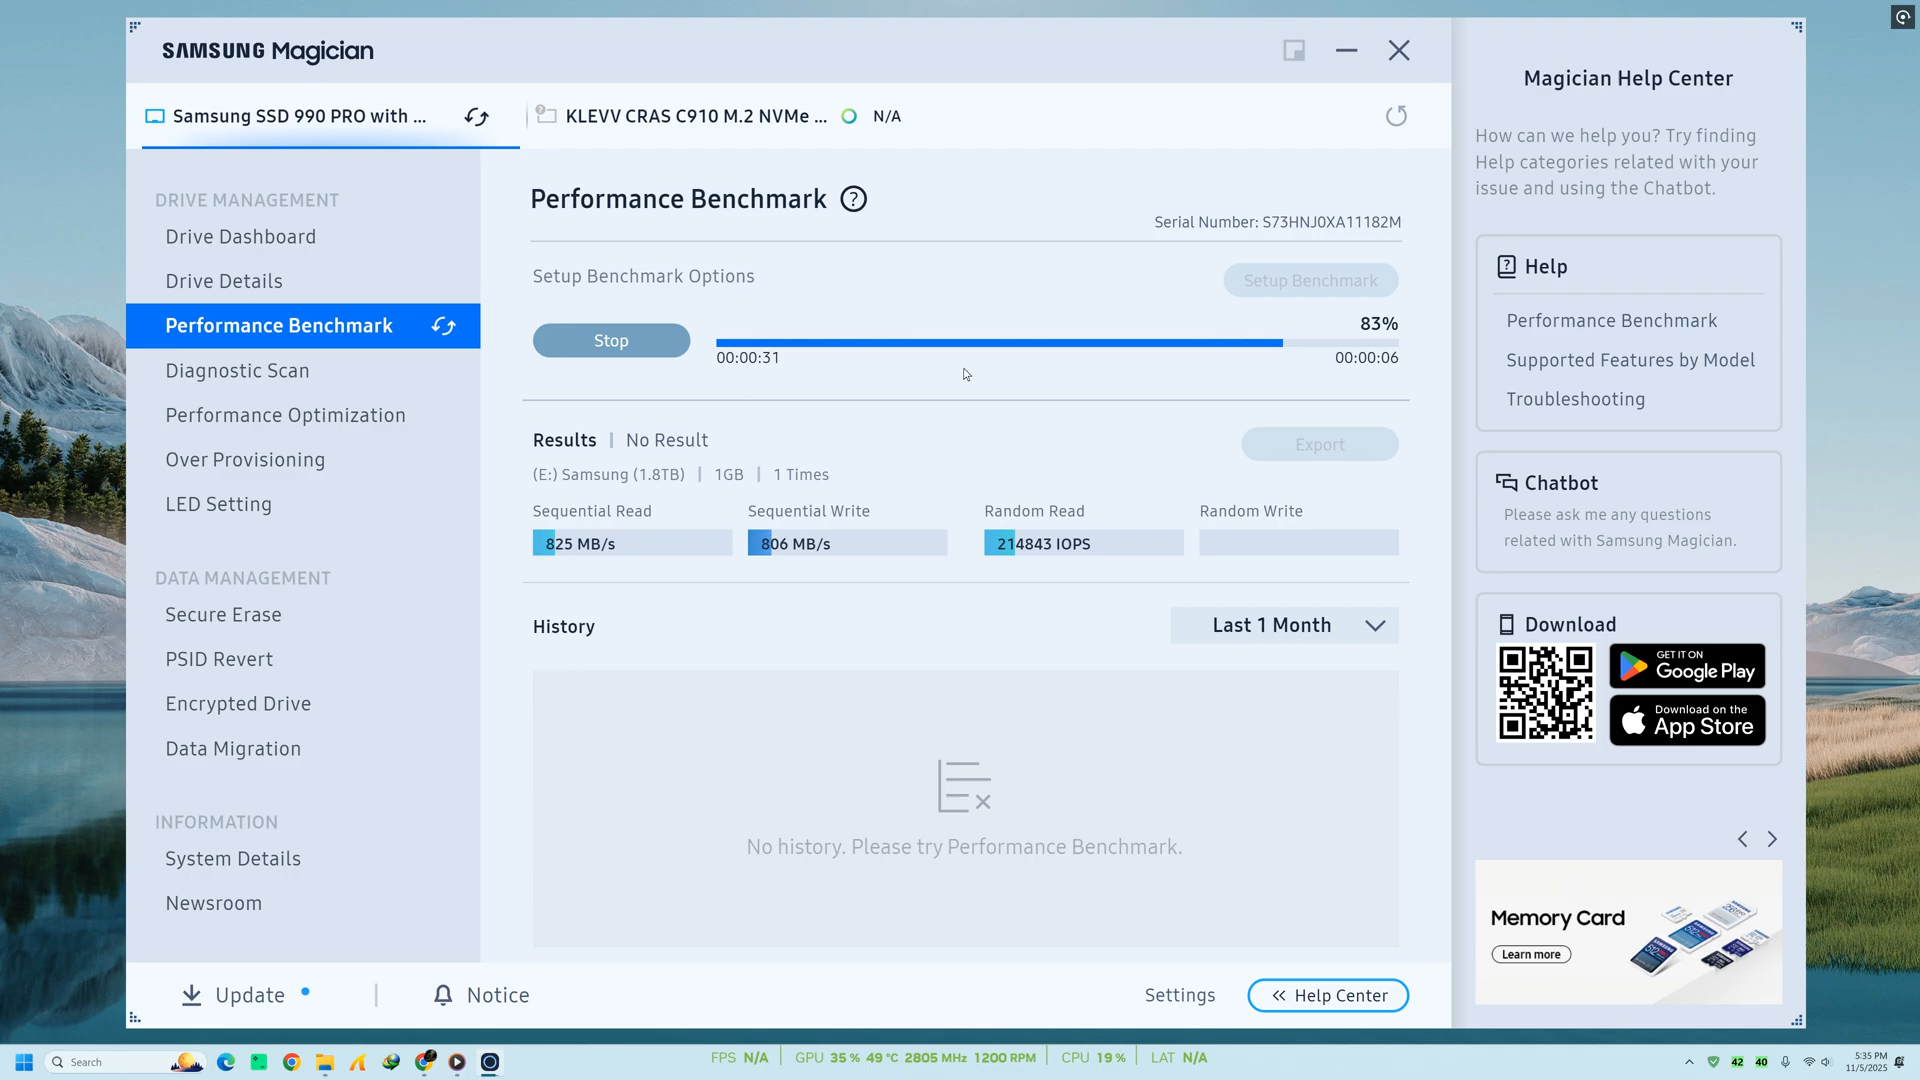 SAMSUNG Magician
Samsung SSD 990 PRO with ...
KLEVV CRAS C910 M.2 NVMe ... N/A
DRIVE MANAGEMENT
Drive Dashboard
Drive Details
Performance Benchmark
Diagnostic Scan
Performance Optimization
Over Provisioning
LED Setting
DATA MANAGEMENT
Secure Erase
PSID Revert
Encrypted Drive
Data Migration
INFORMATION
System Details
Newsroom
Performance Benchmark ?
Serial Number: S73HNJ0XA11182M
Setup Benchmark Options
Setup Benchmark
Stop
83%
00:00:31
00:00:06
Results | No Result
Export
(E:) Samsung (1.8TB) | 1GB | 1 Times
Sequential Read
Sequential Write
Random Read
Random Write
825 MB/s
806 MB/s
214843 IOPS
History
Last 1 Month
No history. Please try Performance Benchmark.
Update
Notice
Settings
Help Center
Magician Help Center
How can we help you? Try finding
Help categories related with your
issue and using the Chatbot.
Help
Performance Benchmark
Supported Features by Model
Troubleshooting
Chatbot
Please ask me any questions
related with Samsung Magician.
Download
GET IT ON
Google Play
Download on the
App Store
Memory Card
Learn more
Search
FPS N/A GPU 35 % 49 °C 2805 MHz 1200 RPM CPU 19 % LAT N/A
42
40
5:35 PM
11/5/2025